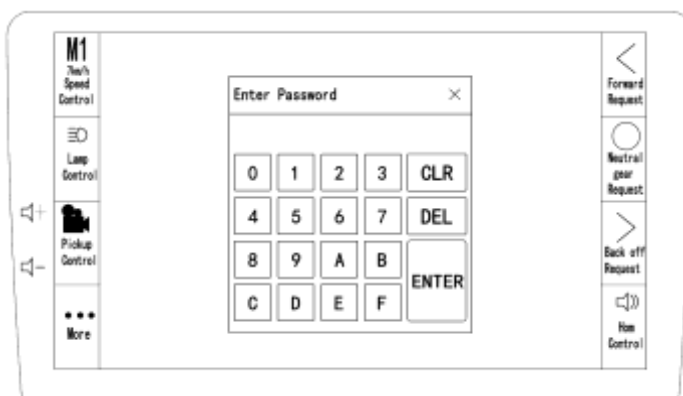 M1
7km/h
Speed
Control
Lamp
Control
Pickup
Control
More
Enter Password ×
0 1 2 3 CLR
4 5 6 7 DEL
8 9 A B
ENTER
C D E F
Forward
Request
Neutral
gear
Request
Back off
Request
Hom
Control